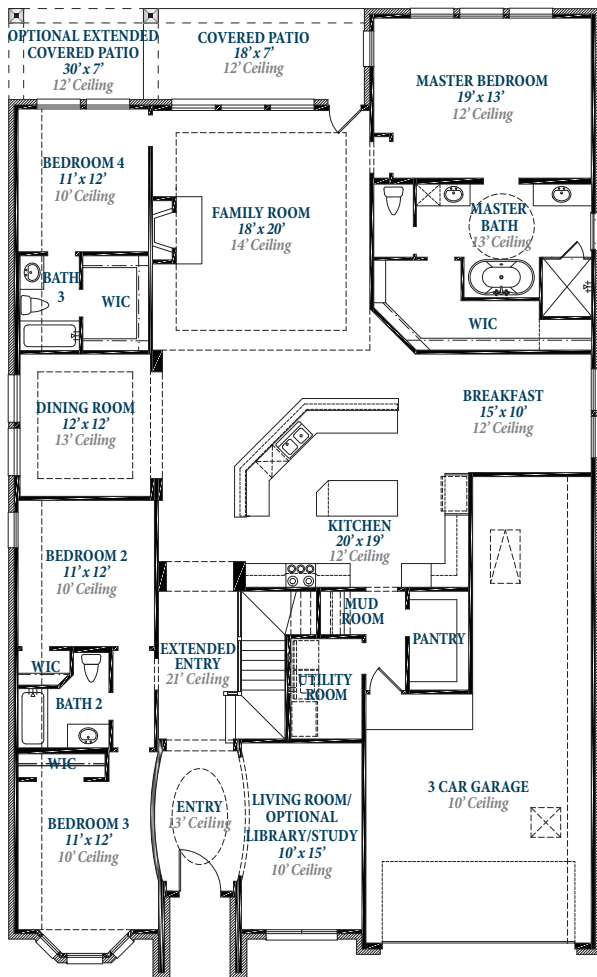 OPTIONAL EXTENDED
COVERED PATIO
30' x 7'
12' Ceiling
COVERED PATIO
18' x 7'
12' Ceiling
MASTER BEDROOM
19' x 13'
12' Ceiling
BEDROOM 4
11' x 12'
10' Ceiling
FAMILY ROOM
18' x 20'
14' Ceiling
MASTER
BATH
13' Ceiling
BATH
3
WIC
WIC
DINING ROOM
12' x 12'
13' Ceiling
BREAKFAST
15' x 10'
12' Ceiling
KITCHEN
20' x 19'
12' Ceiling
BEDROOM 2
11' x 12'
10' Ceiling
MUD
ROOM
PANTRY
EXTENDED
ENTRY
21' Ceiling
UTILITY
ROOM
WIC
BATH 2
WIC
BEDROOM 3
11' x 12'
10' Ceiling
ENTRY
13' Ceiling
LIVING ROOM/
OPTIONAL
LIBRARY/STUDY
10' x 15'
10' Ceiling
3 CAR GARAGE
10' Ceiling